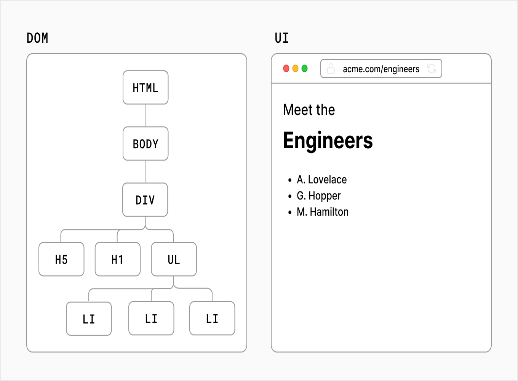 DOM
HTML
BODY
DIV
H5 H1 UL
LI LI LI
UI
acme.com/engineers
Meet the
Engineers
• A. Lovelace
• G. Hopper
• M. Hamilton